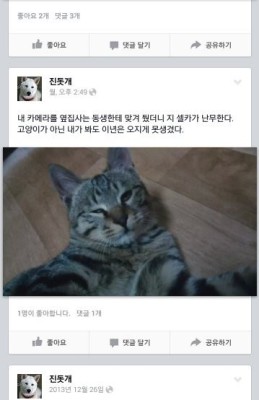 좋아요 2개 댓글 3개
좋아요 댓글 달기 공유하기
진돗개
월, 오후 2:49
내 카메라를 옆집사는 동생한테 맞겨 뒀더니 지 셀카가 난무한다.
고양이가 아닌 내가 봐도 이년은 오지게 못생겼다.
1명이 좋아합니다. 댓글 1개
좋아요 댓글 달기 공유하기
진돗개
2013년 12월 26일